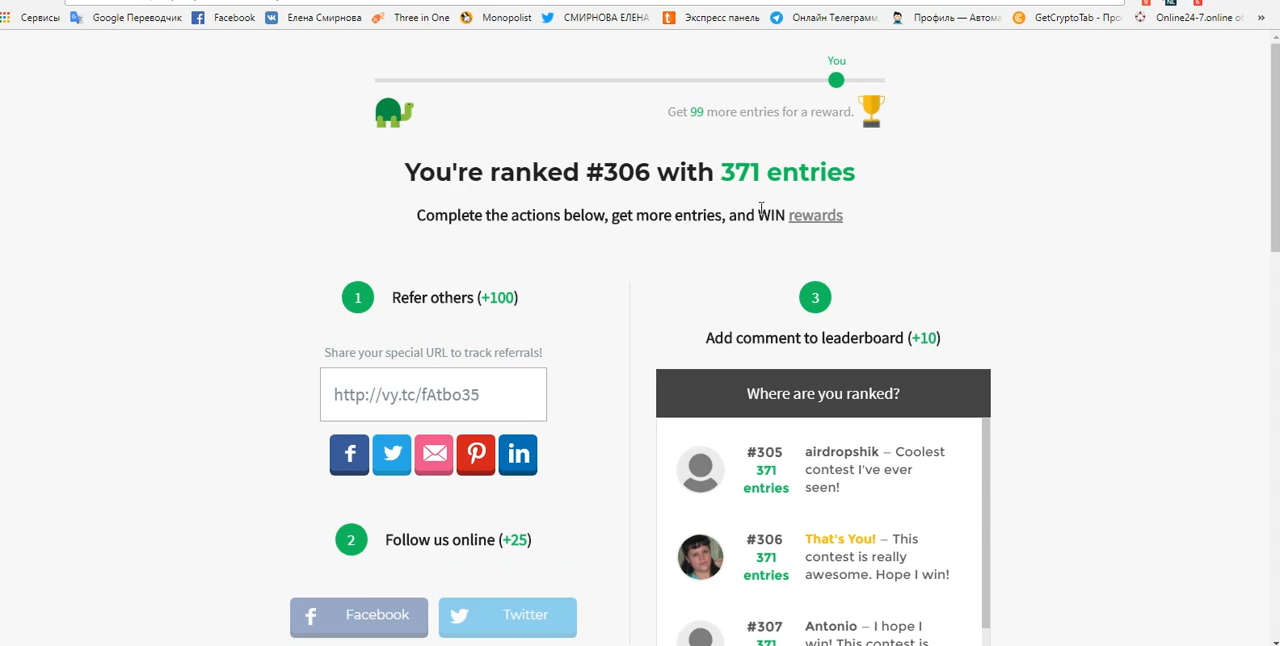 Сервисы Google Переводчик Facebook Елена Смирнова Three in One Monopolist СМИРНОВА ЕЛЕНА Экспресс панель Онлайн Телеграмм Профиль — Автома GetCryptoTab - Про Online24-7.online »
You
Get 99 more entries for a reward.
You're ranked #306 with 371 entries
Complete the actions below, get more entries, and WIN rewards
1 Refer others (+100)
Share your special URL to track referrals!
http://vy.tc/fAtbo35
2 Follow us online (+25)
Facebook Twitter
3
Add comment to leaderboard (+10)
Where are you ranked?
#305 airdropshik – Coolest
371 contest I've ever
entries seen!
#306 That's You! – This
371 contest is really
entries awesome. Hope I win!
#307 Antonio – I hope I
371 win! This contest is